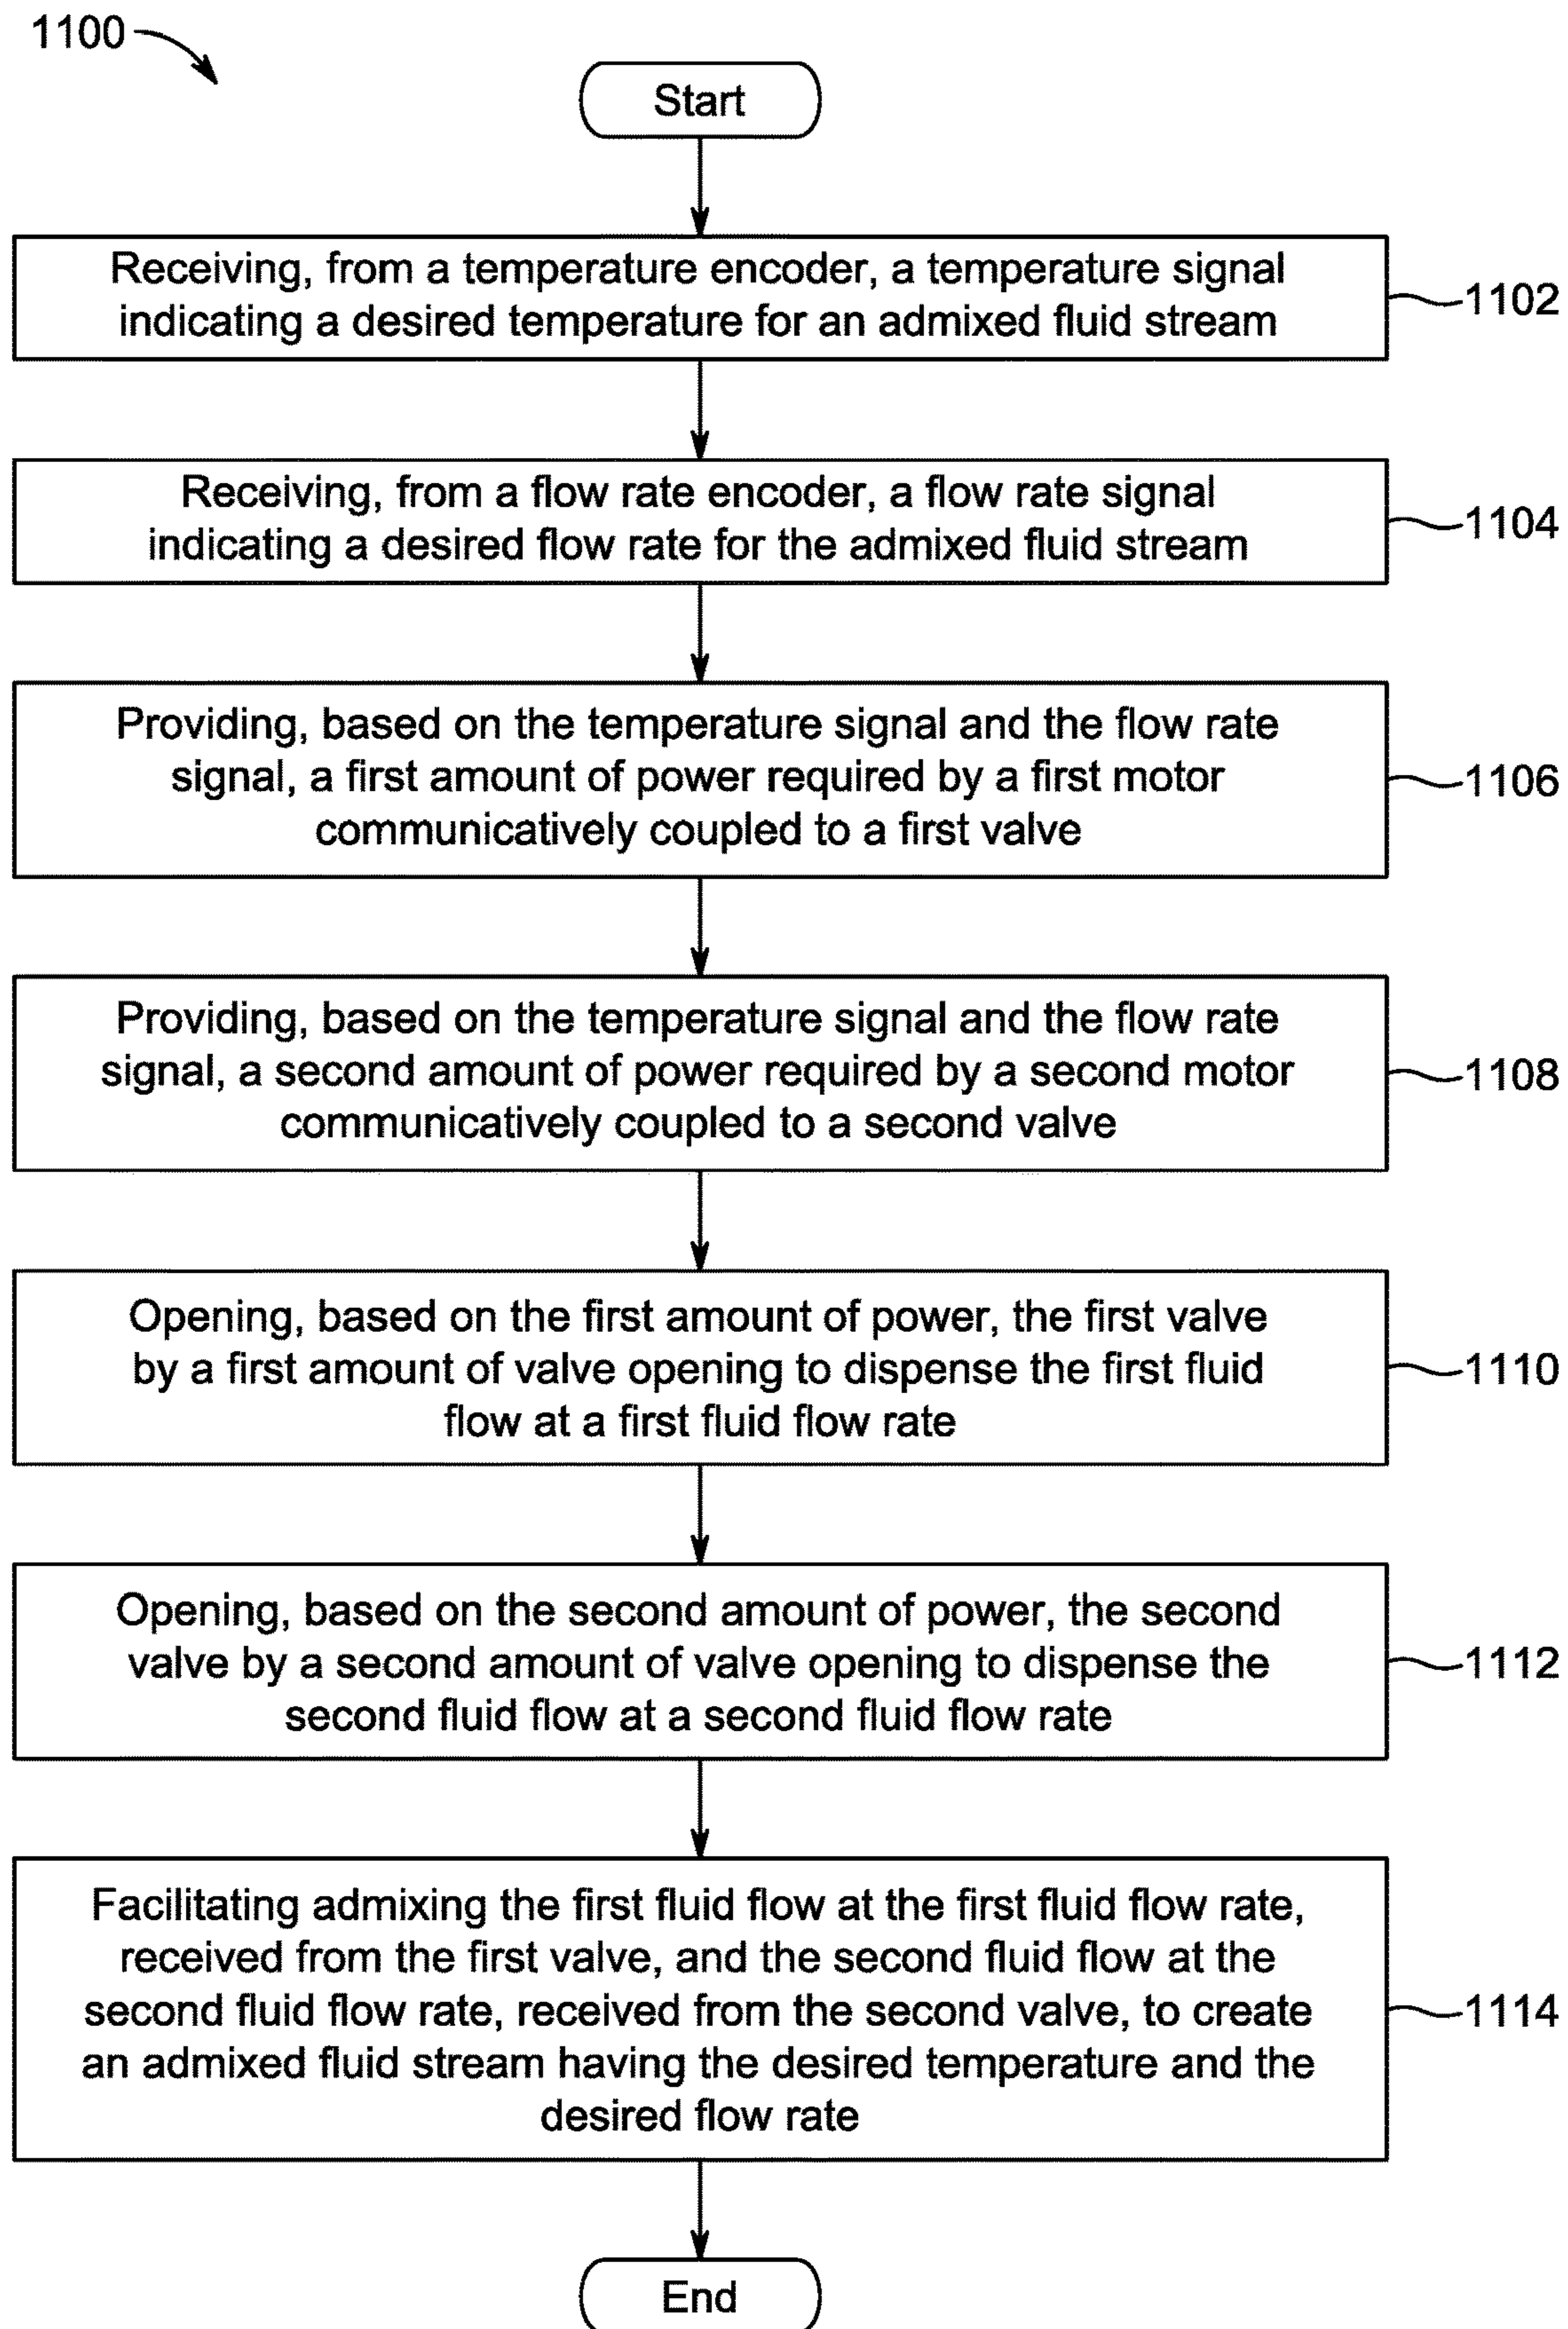 1100
Start
Receiving, from a temperature encoder, a temperature signal
indicating a desired temperature for an admixed fluid stream
1102
Receiving, from a flow rate encoder, a flow rate signal
indicating a desired flow rate for the admixed fluid stream
1104
Providing, based on the temperature signal and the flow rate
signal, a first amount of power required by a first motor
communicatively coupled to a first valve
1106
Providing, based on the temperature signal and the flow rate
signal, a second amount of power required by a second motor
communicatively coupled to a second valve
1108
Opening, based on the first amount of power, the first valve
by a first amount of valve opening to dispense the first fluid
flow at a first fluid flow rate
1110
Opening, based on the second amount of power, the second
valve by a second amount of valve opening to dispense the
second fluid flow at a second fluid flow rate
1112
Facilitating admixing the first fluid flow at the first fluid flow rate,
received from the first valve, and the second fluid flow at the
second fluid flow rate, received from the second valve, to create
an admixed fluid stream having the desired temperature and the
desired flow rate
1114
End